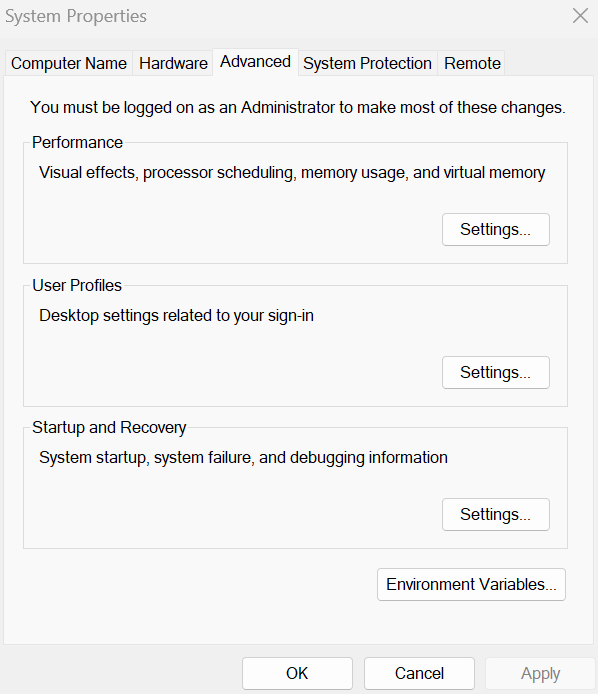 System Properties
Computer Name Hardware Advanced System Protection Remote
You must be logged on as an Administrator to make most of these changes.
Performance
Visual effects, processor scheduling, memory usage, and virtual memory
Settings...
User Profiles
Desktop settings related to your sign-in
Settings...
Startup and Recovery
System startup, system failure, and debugging information
Settings...
Environment Variables...
OK Cancel Apply